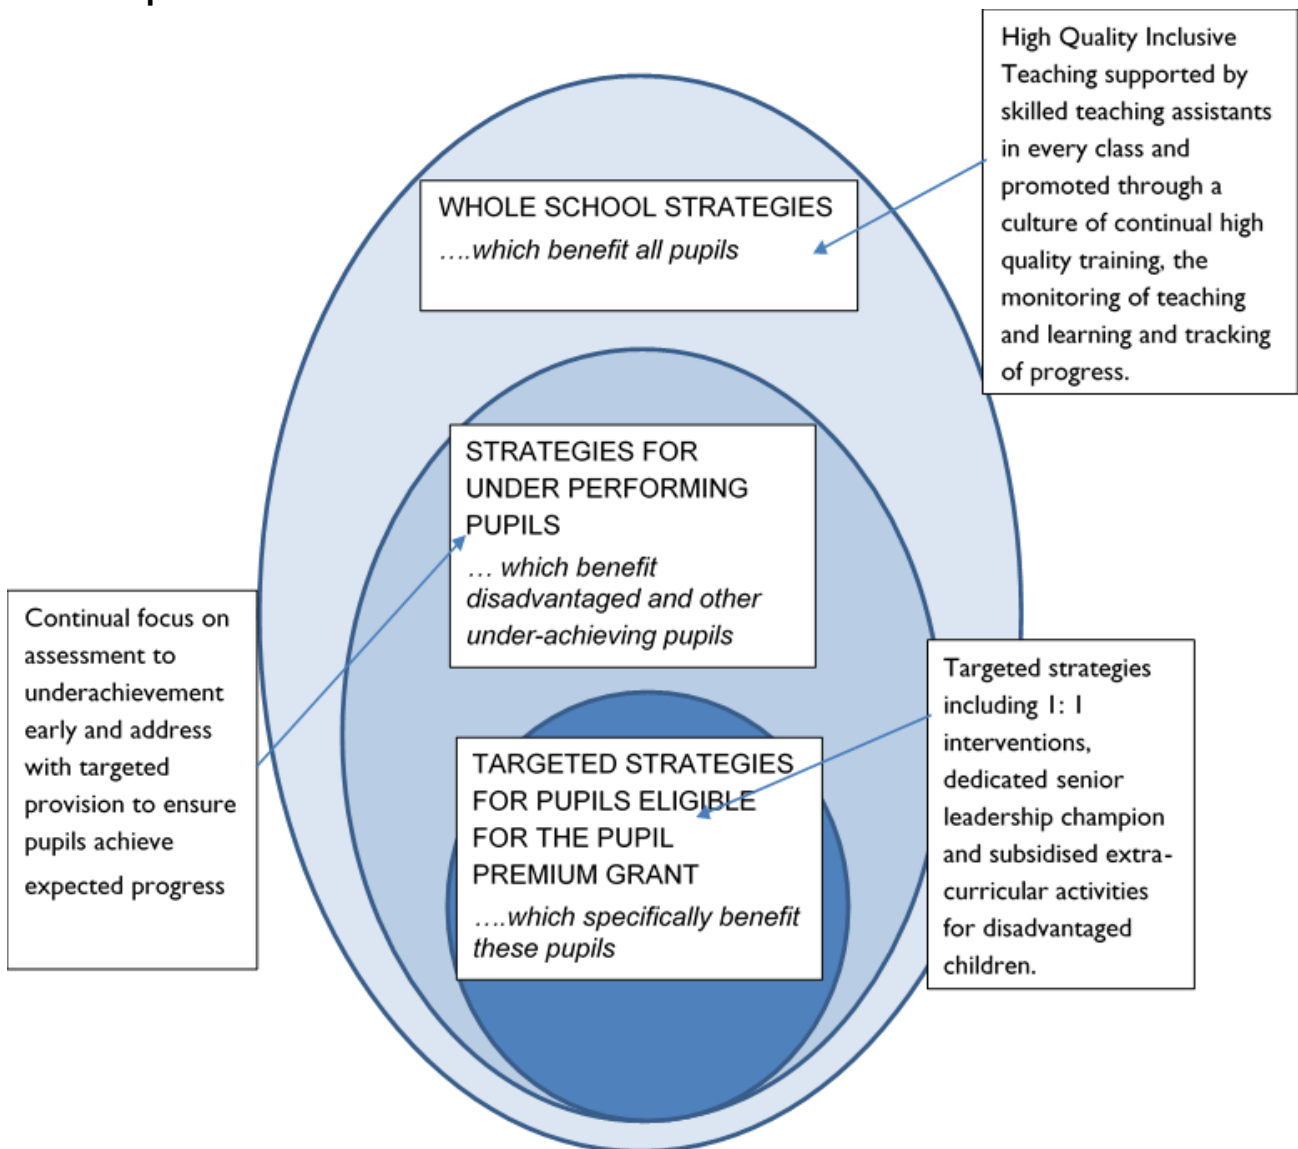 High Quality Inclusive
Teaching supported by
skilled teaching assistants
in every class and
promoted through a
culture of continual high
quality training, the
monitoring of teaching
and learning and tracking
of progress.
WHOLE SCHOOL STRATEGIES
….which benefit all pupils
STRATEGIES FOR
UNDER PERFORMING
PUPILS
… which benefit
disadvantaged and other
under-achieving pupils
Continual focus on
assessment to
underachievement
early and address
with targeted
provision to ensure
pupils achieve
expected progress
Targeted strategies
including 1: 1
interventions,
dedicated senior
leadership champion
and subsidised extra-
curricular activities
for disadvantaged
children.
TARGETED STRATEGIES
FOR PUPILS ELIGIBLE
FOR THE PUPIL
PREMIUM GRANT
….which specifically benefit
these pupils